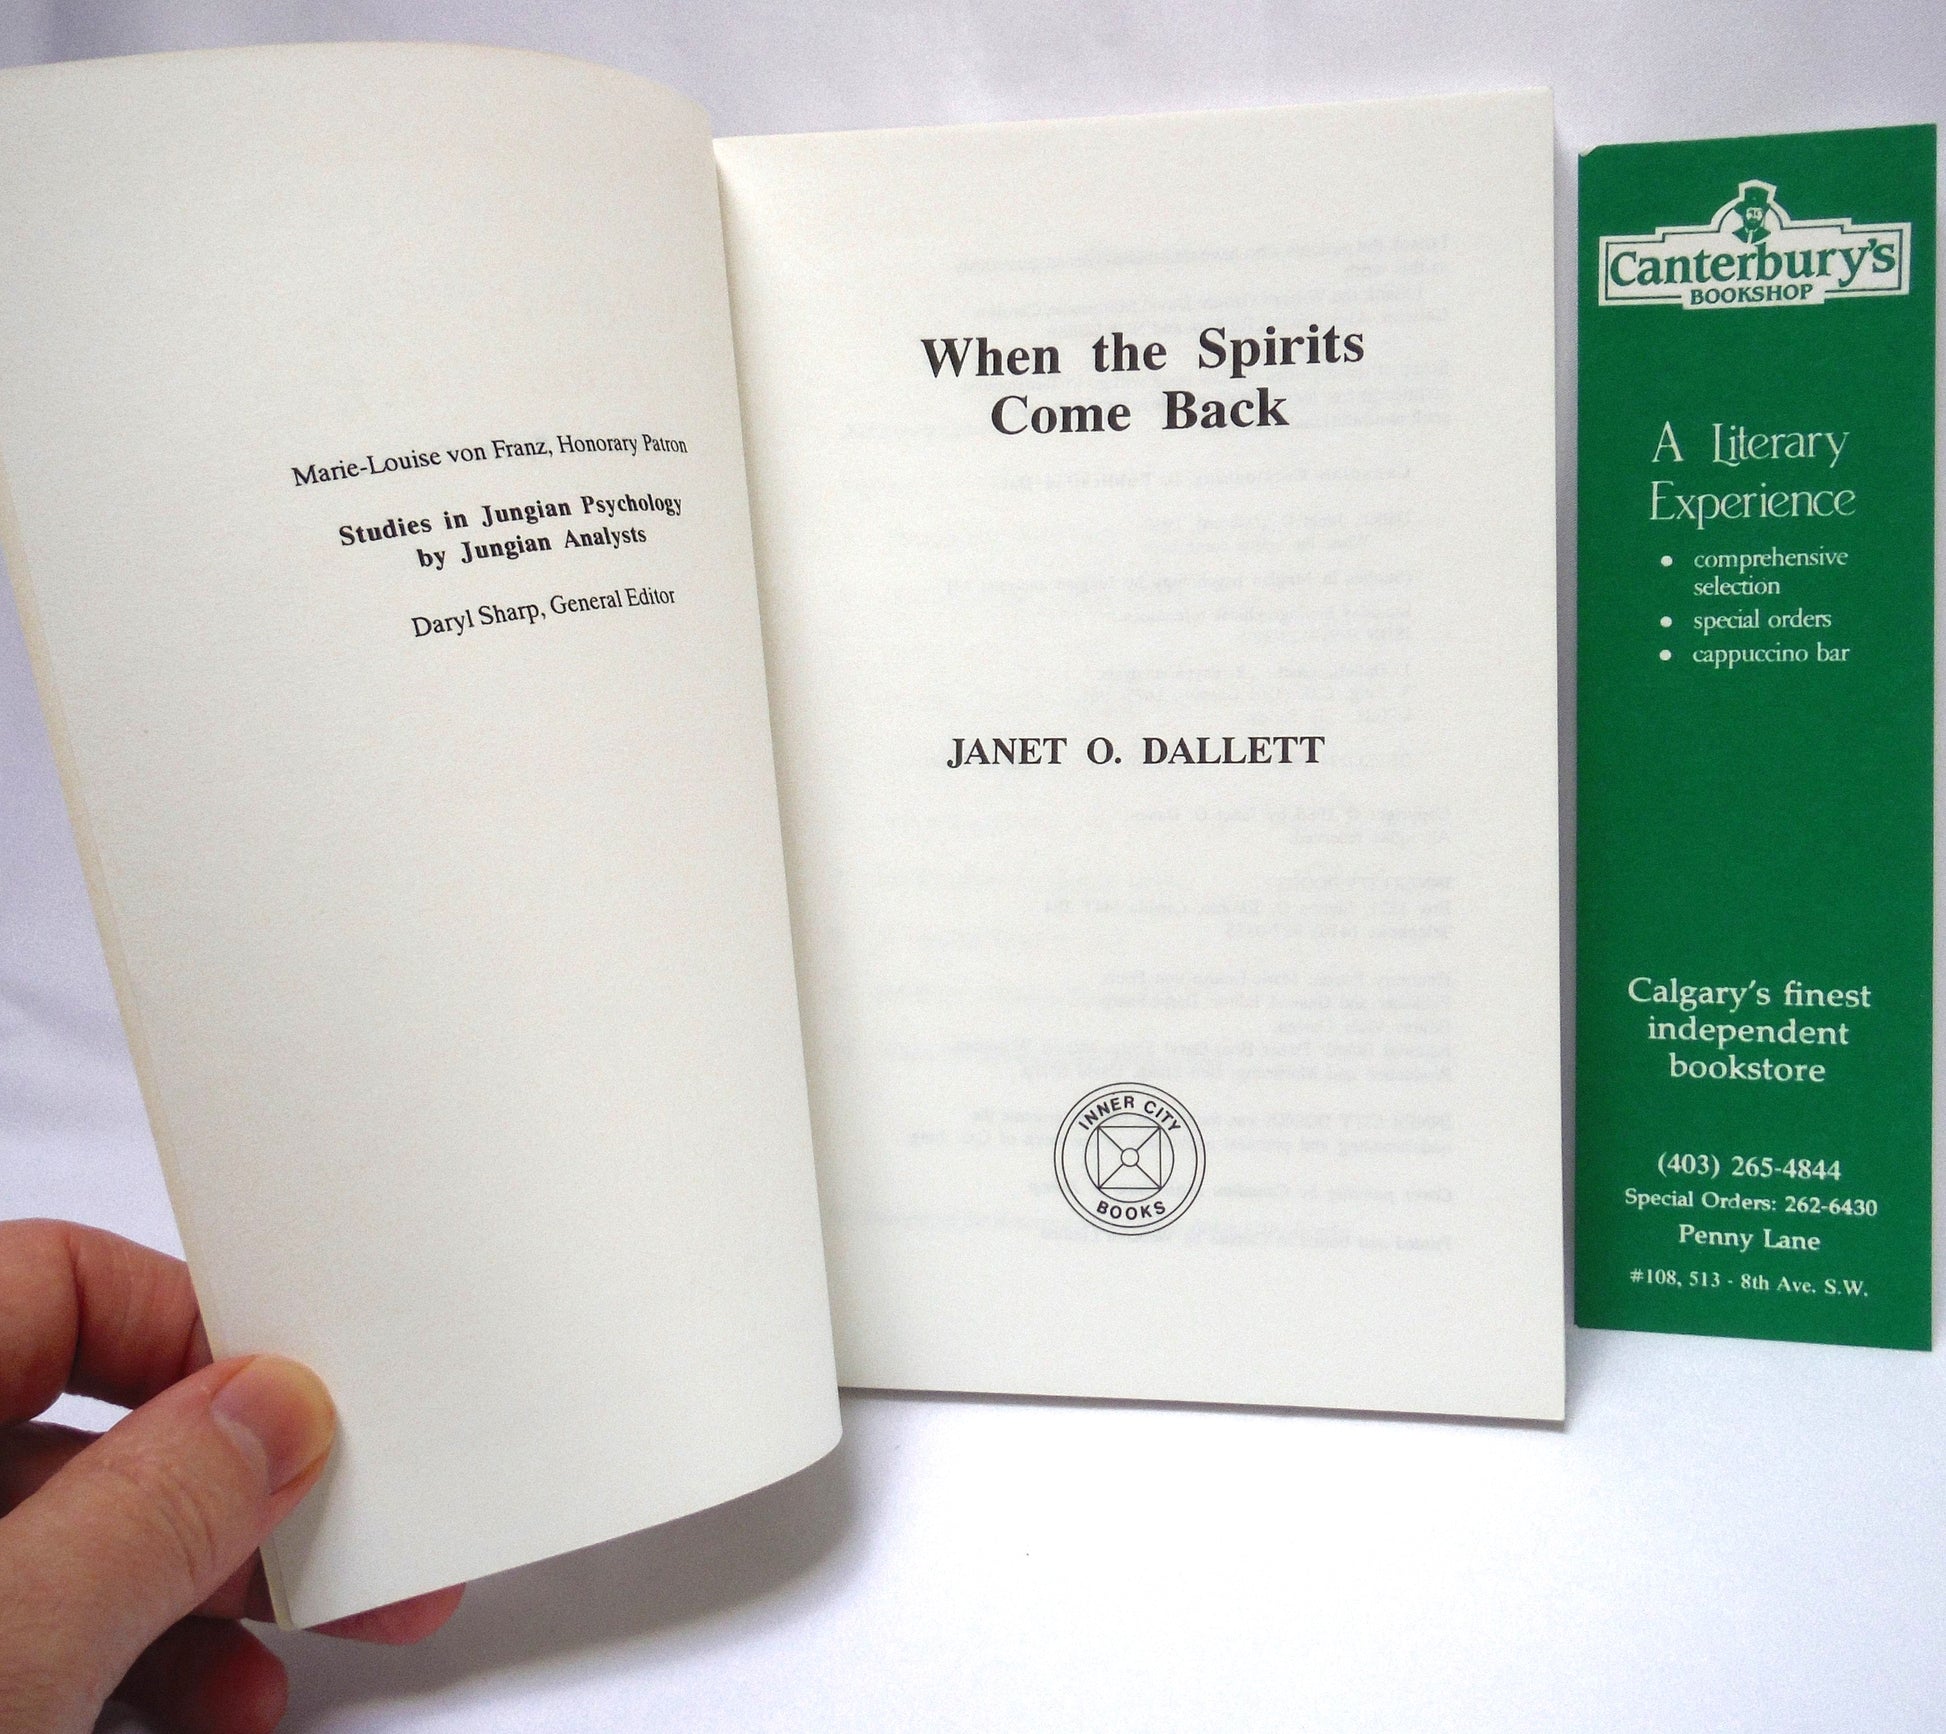 Marie-Louise von Franz, Honorary Patron
Studies in Jungian Psychology
by Jungian Analysts
Daryl Sharp, General Editor
When the Spirits
Come Back
JANET O. DALLETT
INNER CITY
BOOKS
Canterbury's
BOOKSHOP
A Literary
Experience
• comprehensive
selection
• special orders
• cappuccino bar
Calgary's finest
independent
bookstore
(403) 265-4844
Special Orders: 262-6430
Penny Lane
#108, 513 - 8th Ave. S.W.